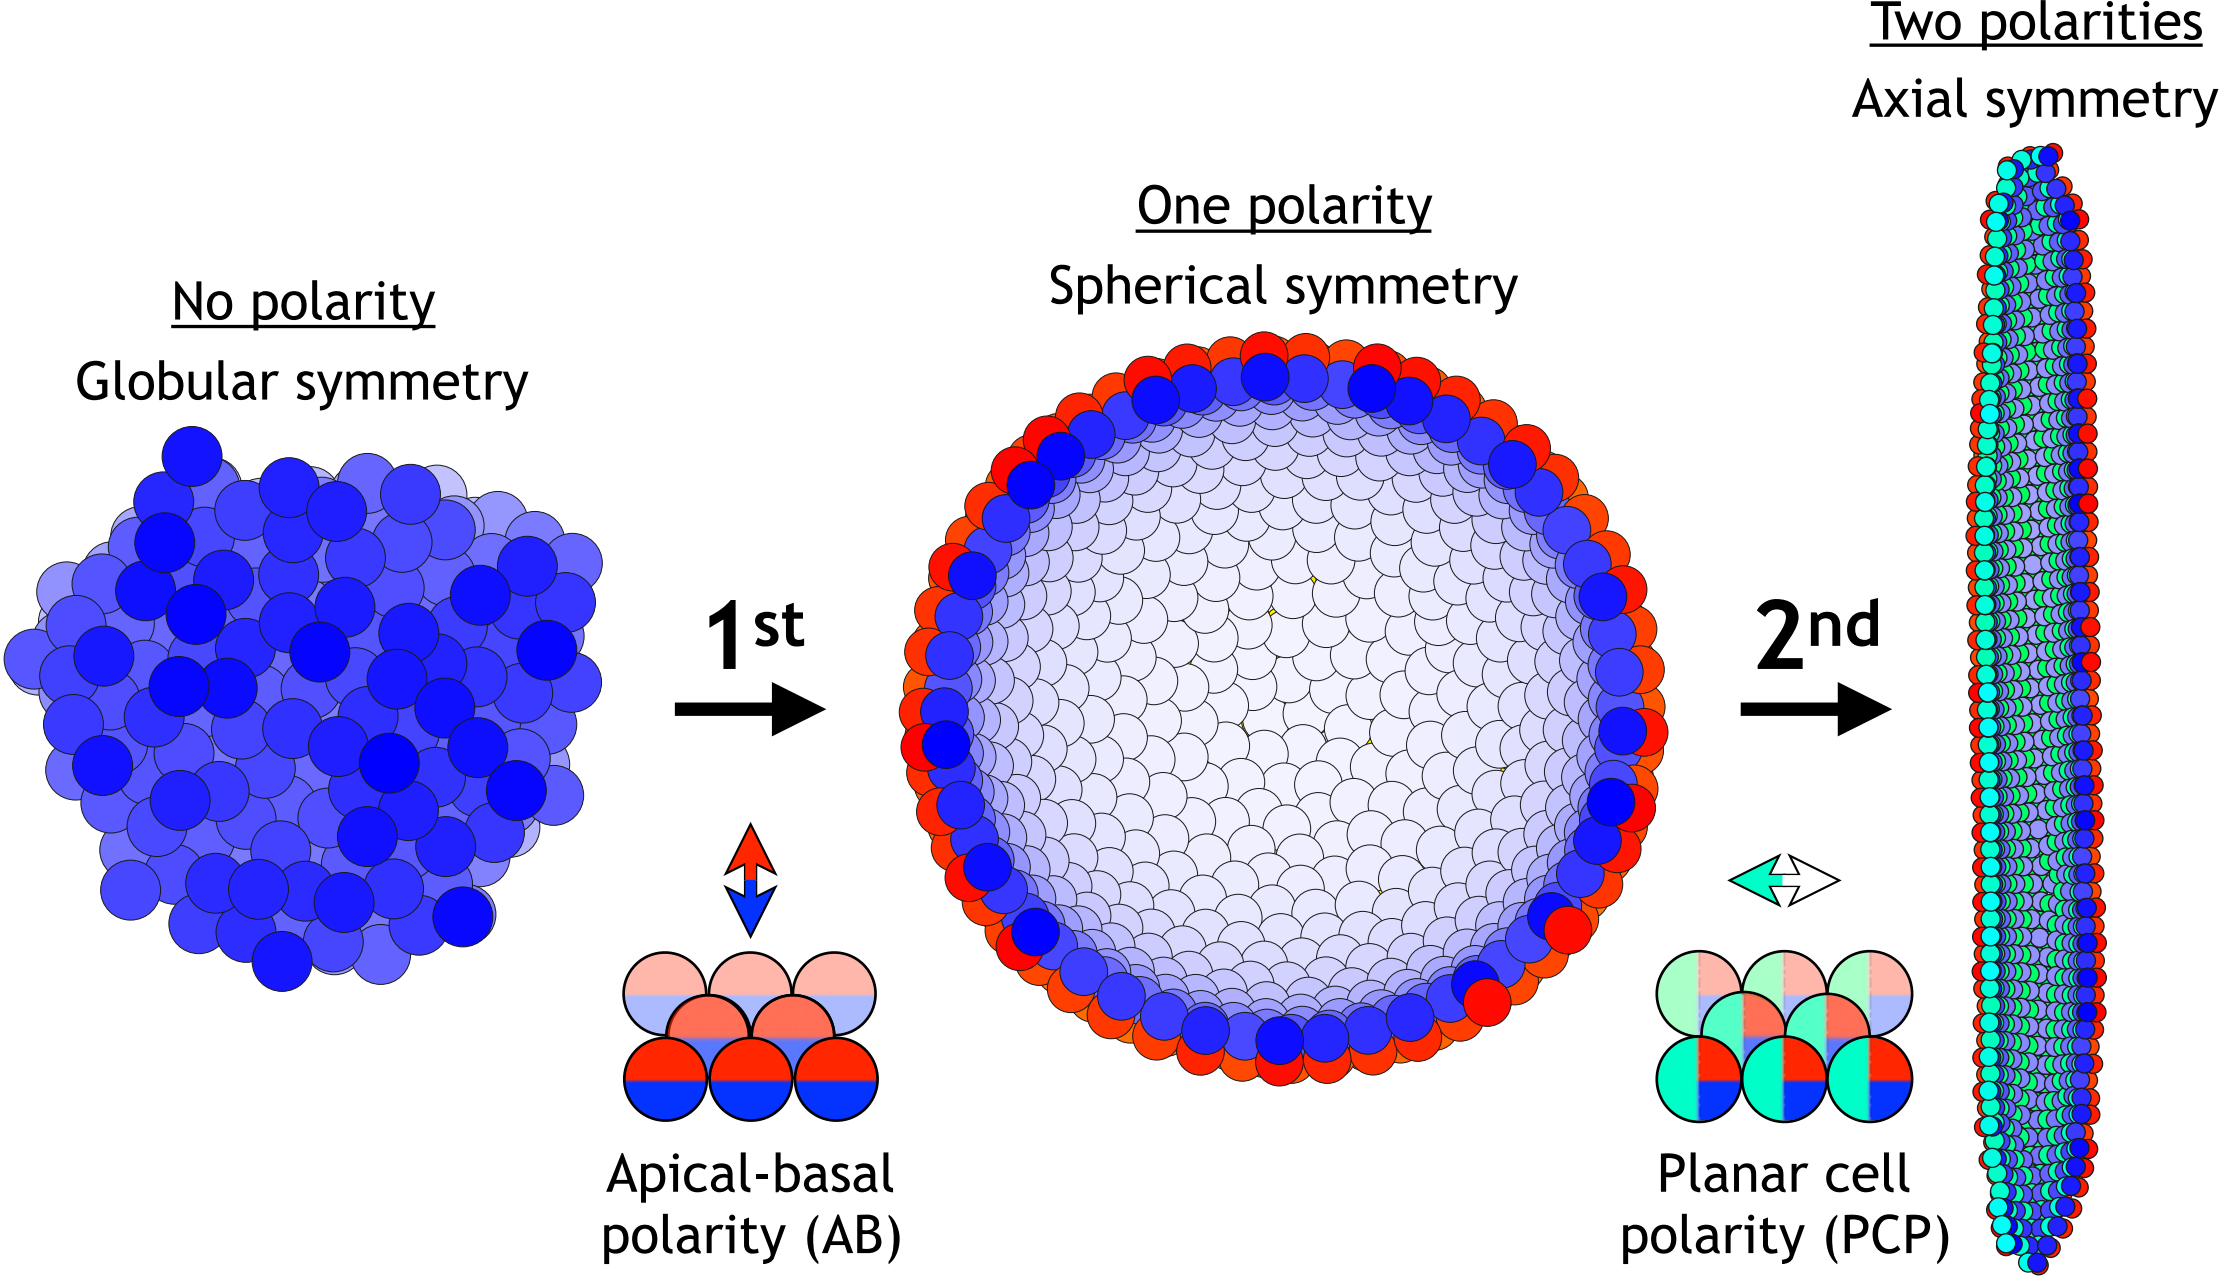 No polarity
Globular symmetry
1st
Apical-basal
polarity (AB)
One polarity
Spherical symmetry
2nd
Planar cell
polarity (PCP)
Two polarities
Axial symmetry